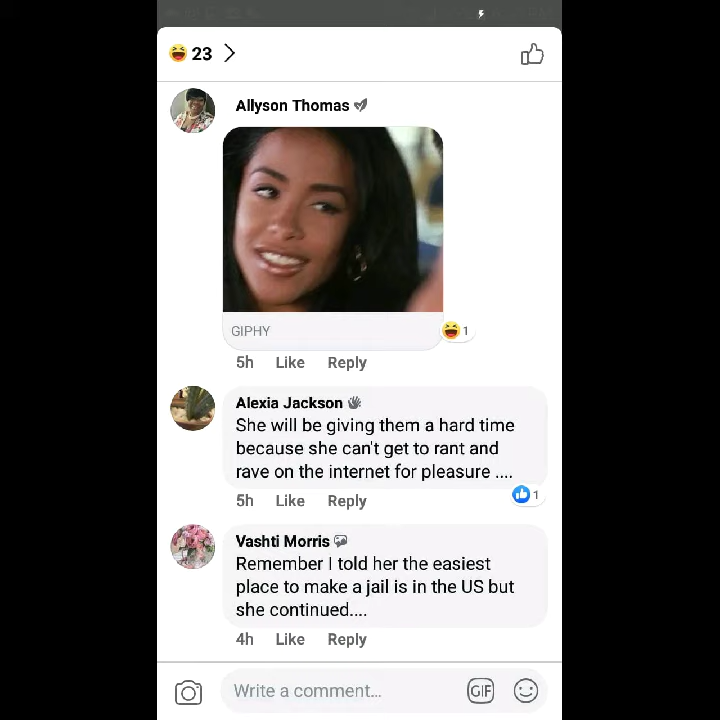 23
Allyson Thomas
GIPHY
1
5h Like Reply
Alexia Jackson
She will be giving them a hard time
because she can't get to rant and
rave on the internet for pleasure ....
5h Like Reply
1
Vashti Morris
Remember I told her the easiest
place to make a jail is in the US but
she continued....
4h Like Reply
Write a comment...
GIF